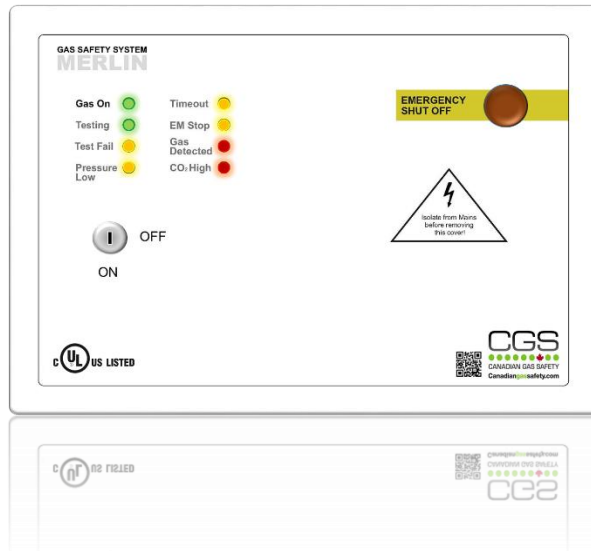 GAS SAFETY SYSTEM
MERLIN
Gas On
Testing
Test Fail
Pressure
Low
Timeout
EM Stop
Gas
Detected
CO₂ High
EMERGENCY
SHUT OFF
Isolate from Mains
before removing
this cover!
OFF
ON
C UL US LISTED
CGS
CANADIAN GAS SAFETY
Canadiangassafety.com